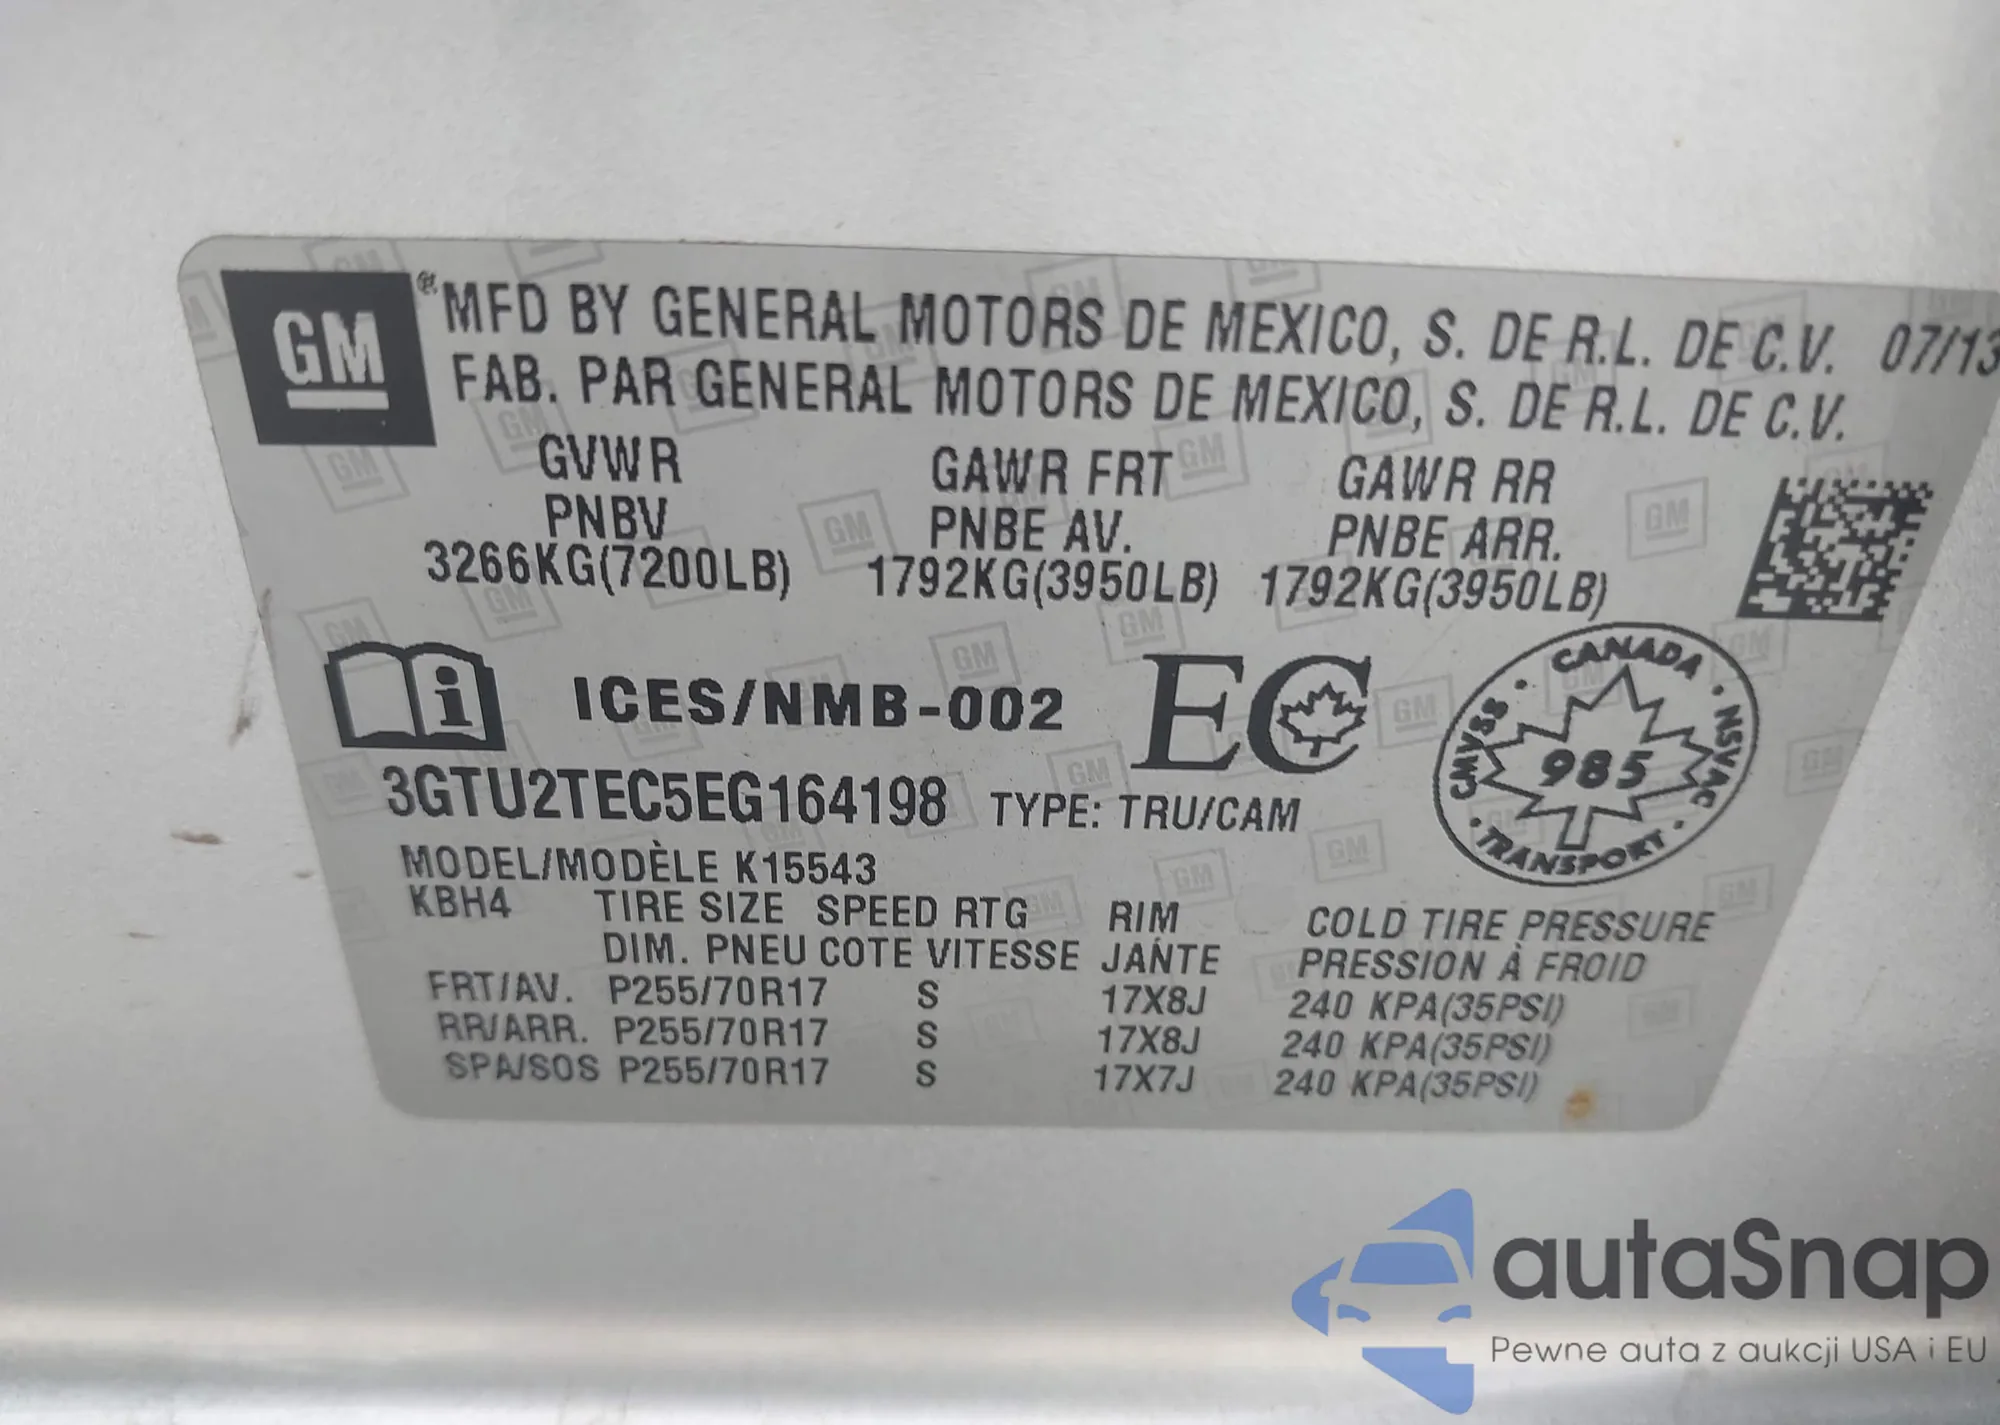 GM
® MFD BY GENERAL MOTORS DE MEXICO, S. DE R.L. DE C.V. 07/13
FAB. PAR GENERAL MOTORS DE MEXICO, S. DE R.L. DE C.V.
GVWR GAWR FRT GAWR RR
PNBV PNBE AV. PNBE ARR.
3266KG(7200LB) 1792KG(3950LB) 1792KG(3950LB)
i ICES/NMB-002 EC
CANADA · NSVAC · TRANSPORT · CMVSS ·
985
3GTU2TEC5EG164198 TYPE: TRU/CAM
MODEL/MODÈLE K15543
KBH4 TIRE SIZE SPEED RTG RIM COLD TIRE PRESSURE
DIM. PNEU COTE VITESSE JANTE PRESSION À FROID
FRT/AV. P255/70R17 S 17X8J 240 KPA(35PSI)
RR/ARR. P255/70R17 S 17X8J 240 KPA(35PSI)
SPA/SOS P255/70R17 S 17X7J 240 KPA(35PSI)
autaSnap
Pewne auta z aukcji USA i EU